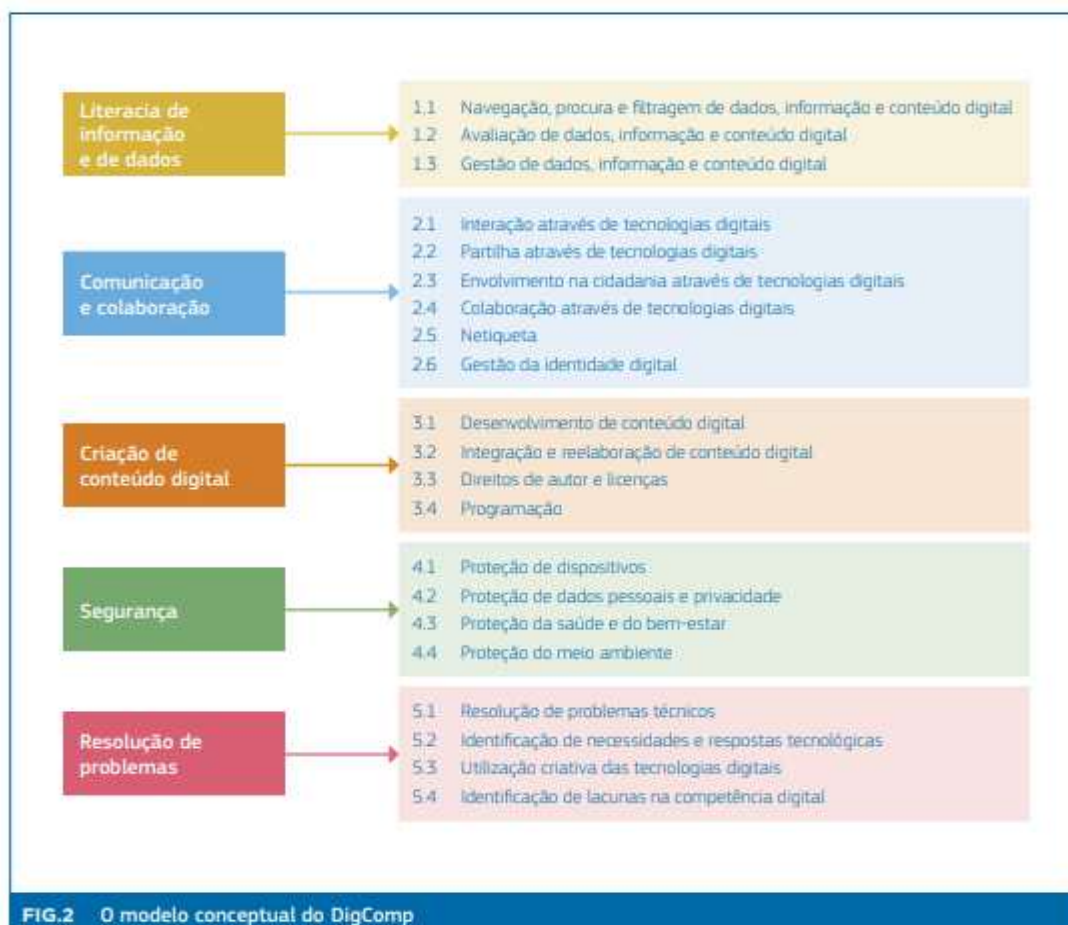 Literacia de
informação
e de dados
1.1 Navegação, procura e filtragem de dados, informação e conteúdo digital
1.2 Avaliação de dados, informação e conteúdo digital
1.3 Gestão de dados, informação e conteúdo digital
Comunicação
e colaboração
2.1 Interação através de tecnologias digitais
2.2 Partilha através de tecnologias digitais
2.3 Envolvimento na cidadania através de tecnologias digitais
2.4 Colaboração através de tecnologias digitais
2.5 Netiqueta
2.6 Gestão da identidade digital
Criação de
conteúdo digital
3.1 Desenvolvimento de conteúdo digital
3.2 Integração e reelaboração de conteúdo digital
3.3 Direitos de autor e licenças
3.4 Programação
Segurança
4.1 Proteção de dispositivos
4.2 Proteção de dados pessoais e privacidade
4.3 Proteção da saúde e do bem-estar
4.4 Proteção do meio ambiente
Resolução de
problemas
5.1 Resolução de problemas técnicos
5.2 Identificação de necessidades e respostas tecnológicas
5.3 Utilização criativa das tecnologias digitais
5.4 Identificação de lacunas na competência digital
FIG.2 O modelo conceptual do DigComp